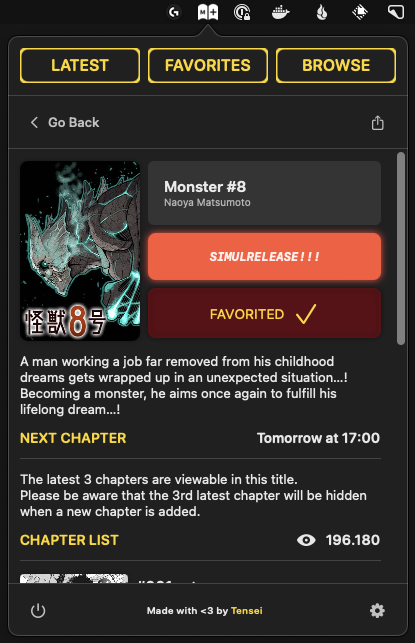 M+
LATEST
FAVORITES
BROWSE
Go Back
Monster #8
Naoya Matsumoto
SIMULRELEASE!!!
FAVORITED
怪獣8号
A man working a job far removed from his childhood
dreams gets wrapped up in an unexpected situation...!
Becoming a monster, he aims once again to fulfill his
lifelong dream...!
NEXT CHAPTER
Tomorrow at 17:00
The latest 3 chapters are viewable in this title.
Please be aware that the 3rd latest chapter will be hidden
when a new chapter is added.
CHAPTER LIST
196.180
Made with <3 by Tensei